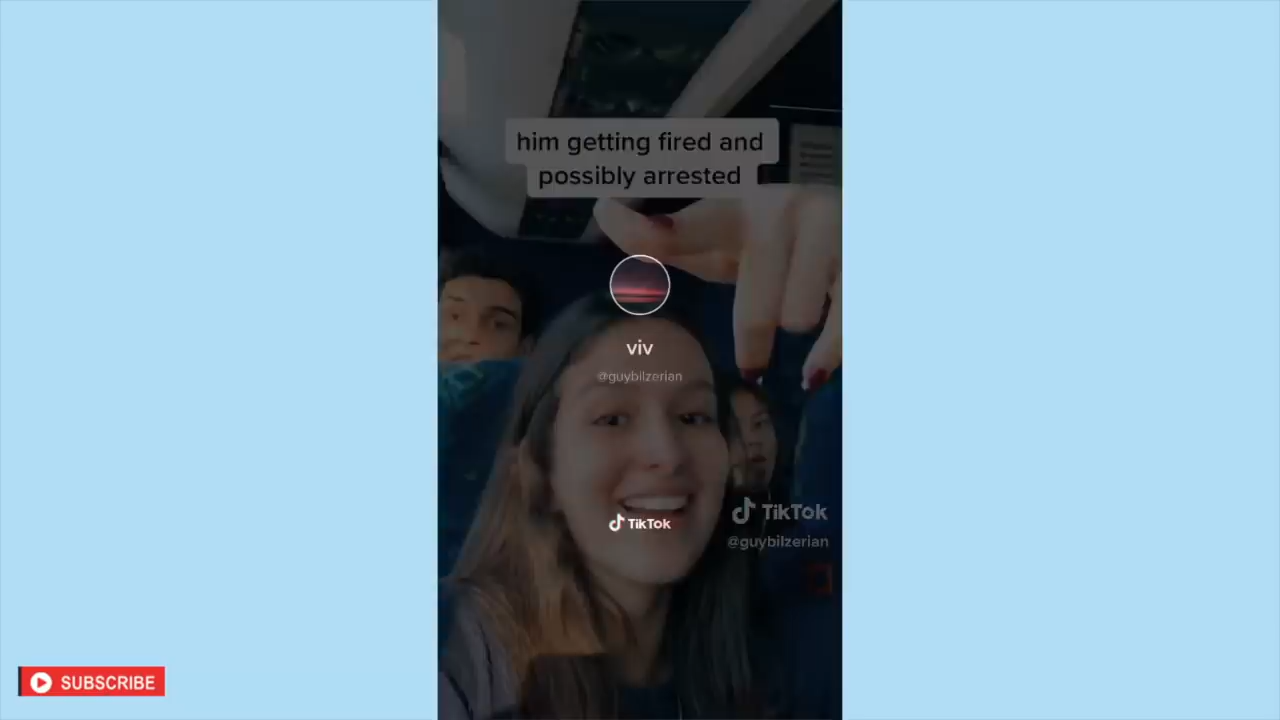 him getting fired and
possibly arrested
viv
@guybilzerian
TikTok
TikTok
@guybilzerian
SUBSCRIBE